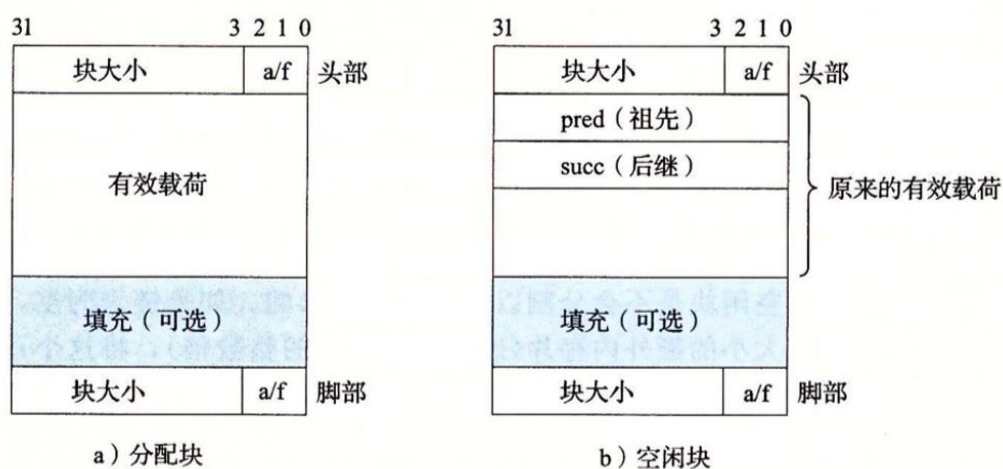 31 3 2 1 0
块大小 a/f 头部
有效载荷
填充（可选）
块大小 a/f 脚部
a）分配块
31 3 2 1 0
块大小 a/f 头部
pred（祖先）
succ（后继）
原来的有效载荷
填充（可选）
块大小 a/f 脚部
b）空闲块